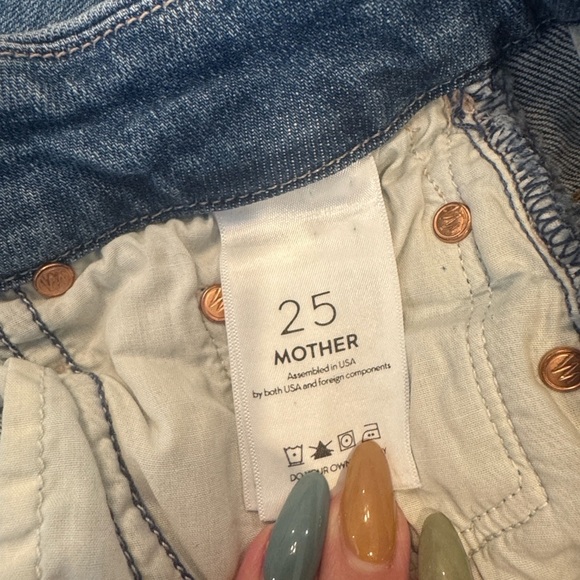 25
MOTHER
Assembled in USA
by both USA and foreign components
DO YOUR OWN